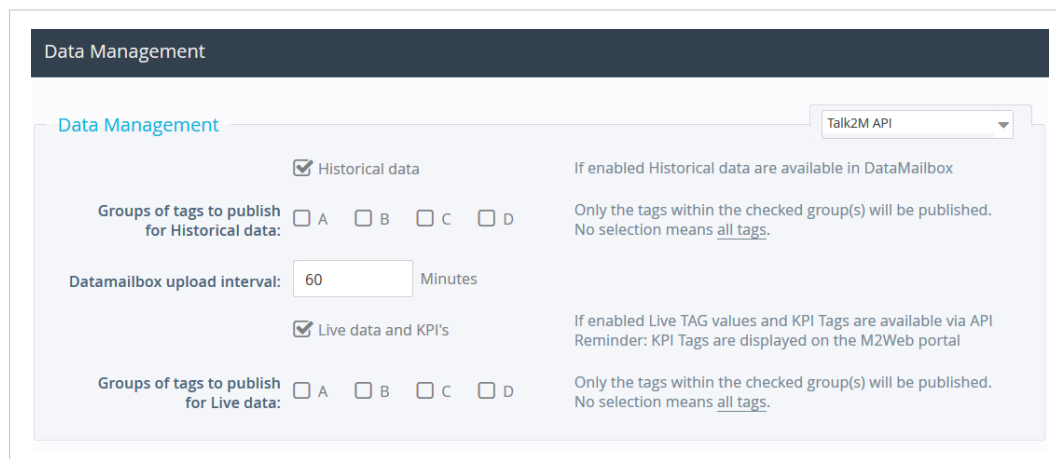 Data Management
Data Management
Talk2M API
Historical data
If enabled Historical data are available in DataMailbox
Groups of tags to publish
for Historical data:
A B C D
Only the tags within the checked group(s) will be published.
No selection means all tags.
Datamailbox upload interval:
60
Minutes
Live data and KPI's
If enabled Live TAG values and KPI Tags are available via API
Reminder: KPI Tags are displayed on the M2Web portal
Groups of tags to publish
for Live data:
A B C D
Only the tags within the checked group(s) will be published.
No selection means all tags.